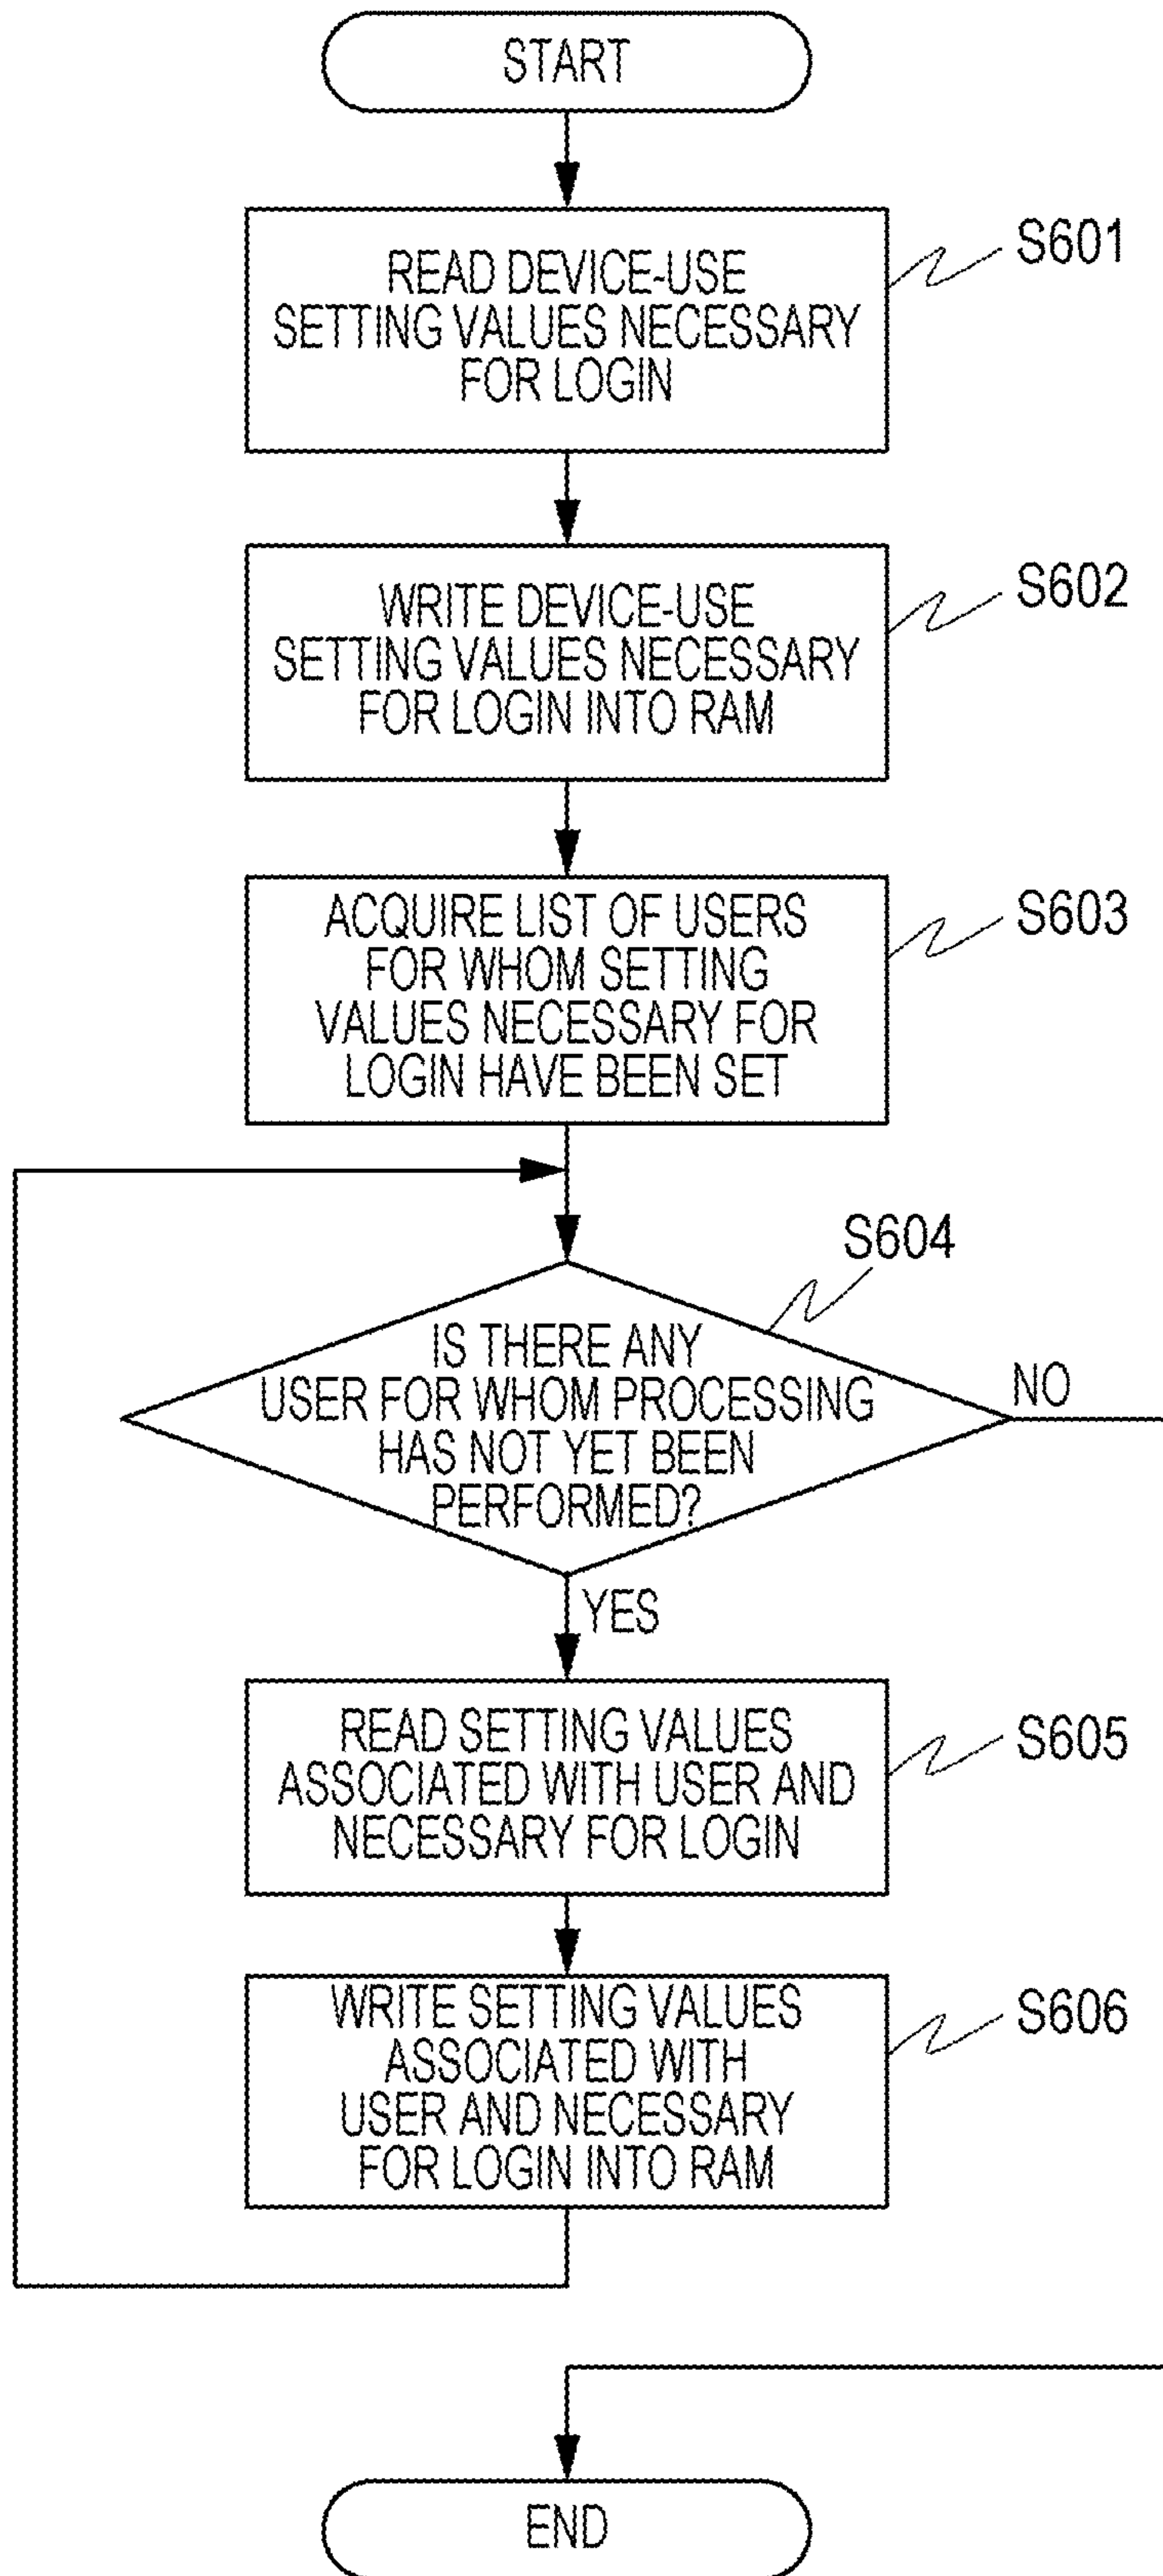 START
READ DEVICE-USE
SETTING VALUES NECESSARY
FOR LOGIN
S601
WRITE DEVICE-USE
SETTING VALUES NECESSARY
FOR LOGIN INTO RAM
S602
ACQUIRE LIST OF USERS
FOR WHOM SETTING
VALUES NECESSARY FOR
LOGIN HAVE BEEN SET
S603
S604
IS THERE ANY
USER FOR WHOM PROCESSING
HAS NOT YET BEEN
PERFORMED?
NO
YES
READ SETTING VALUES
ASSOCIATED WITH USER AND
NECESSARY FOR LOGIN
S605
WRITE SETTING VALUES
ASSOCIATED WITH
USER AND NECESSARY
FOR LOGIN INTO RAM
S606
END